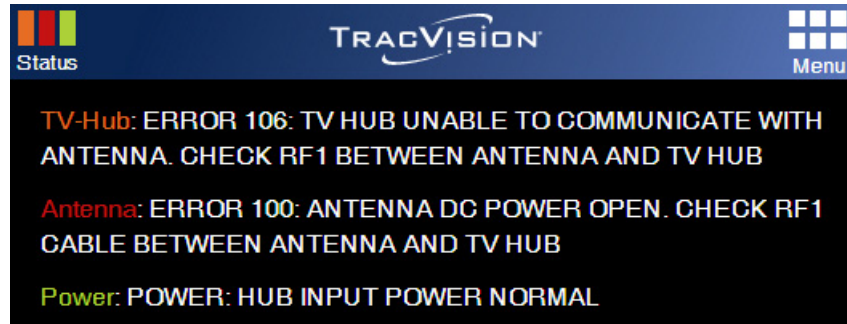 TRACVISION
Status
Menu
TV-Hub: ERROR 106: TV HUB UNABLE TO COMMUNICATE WITH
ANTENNA. CHECK RF1 BETWEEN ANTENNA AND TV HUB
Antenna: ERROR 100: ANTENNA DC POWER OPEN. CHECK RF1
CABLE BETWEEN ANTENNA AND TV HUB
Power: POWER: HUB INPUT POWER NORMAL